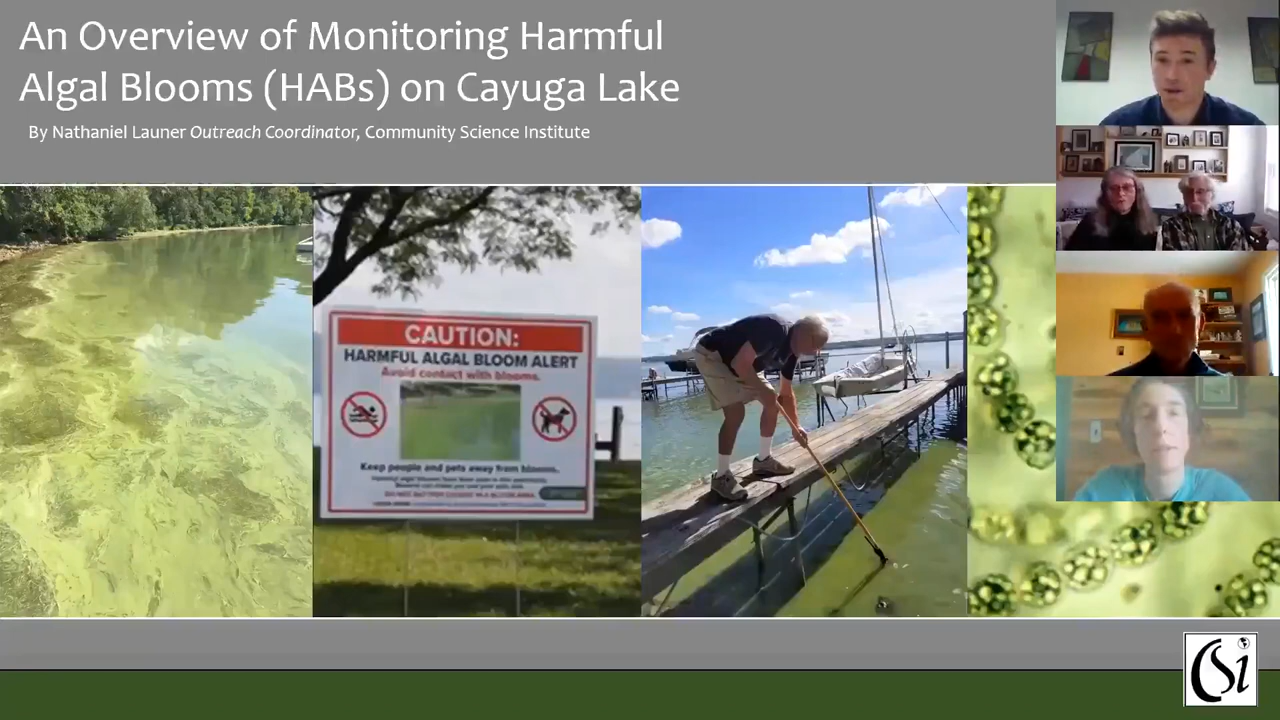 An Overview of Monitoring Harmful
Algal Blooms (HABs) on Cayuga Lake
By Nathaniel Launer Outreach Coordinator, Community Science Institute
CAUTION:
HARMFUL ALGAL BLOOM ALERT
Avoid contact with blooms.
Keep people and pets away from blooms.
CSi